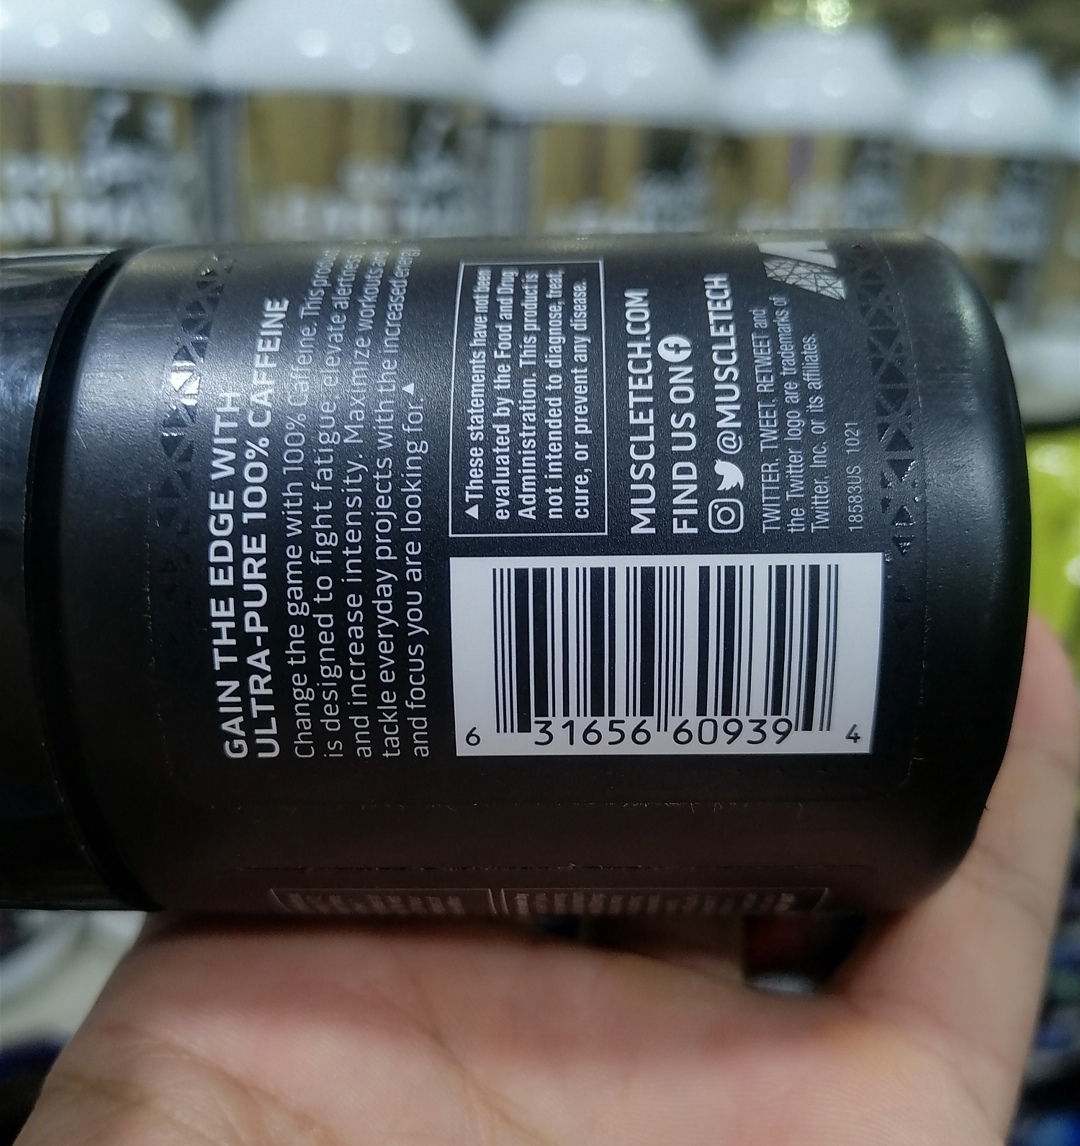 GAIN THE EDGE WITH
ULTRA-PURE 100% CAFFEINE
Change the game with 100% Caffeine. This
is designed to fight fatigue, elevate alertness
and increase intensity. Maximize workouts
tackle everyday projects with the increased energy
and focus you are looking for.▲
▲ These statements have not been
evaluated by the Food and Drug
Administration. This product is
not intended to diagnose, treat,
cure, or prevent any disease.
MUSCLETECH.COM
FIND US ON
@MUSCLETECH
TWITTER, TWEET, RETWEET and
the Twitter logo are trademarks of
Twitter, Inc. or its affiliates.
18583US 1021
6 31656 60939 4